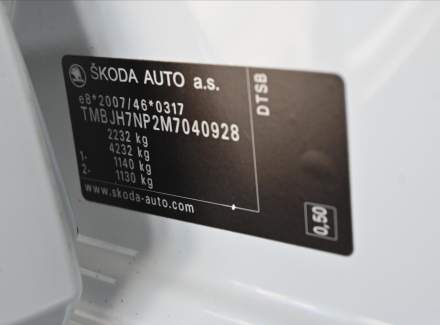 ŠKODA AUTO a.s.
e8*2007/46*0317
TMBJH7NP2M7040928
2232 kg
4232 kg
1- 1140 kg
2- 1130 kg
www.skoda-auto.com
DTSB
0,50